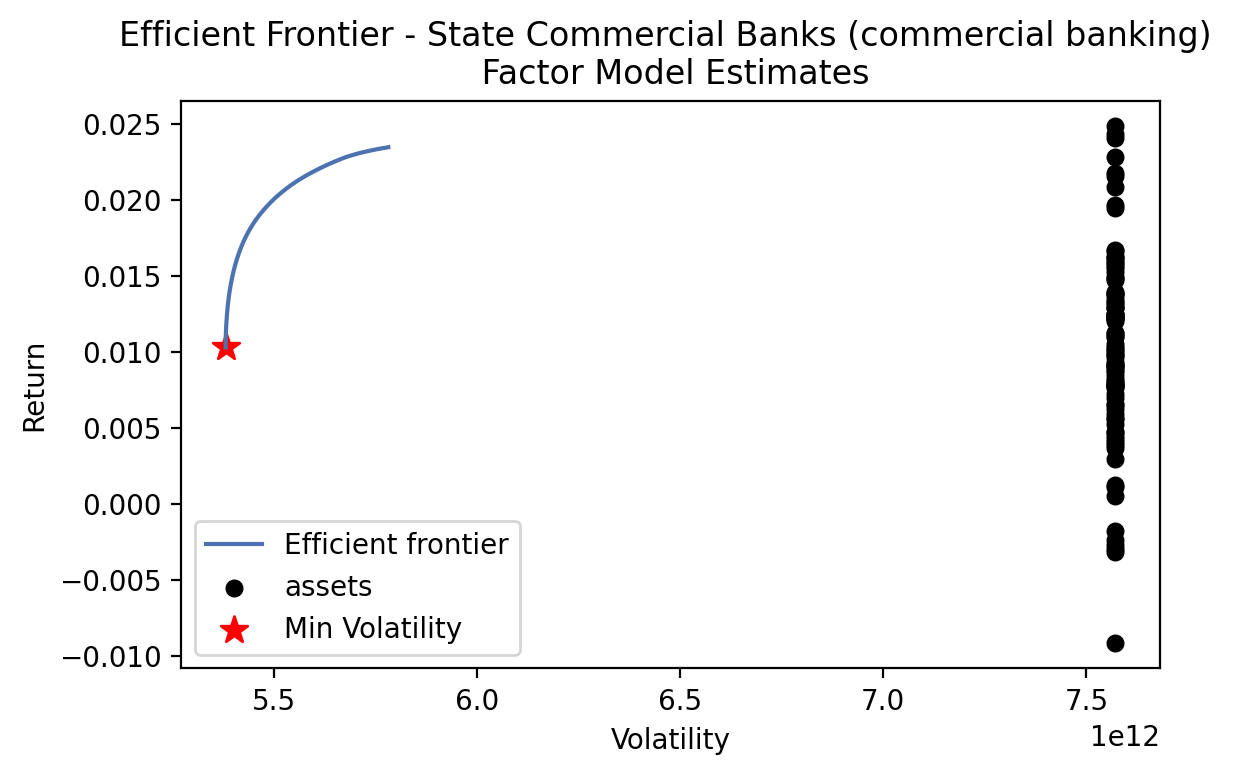 Efficient Frontier - State Commercial Banks (commercial banking)
Factor Model Estimates
0.025
0.020
0.015
0.010
0.005
0.000
−0.005
−0.010
Return
Efficient frontier
assets
Min Volatility
5.5 6.0 6.5 7.0 7.5
1e12
Volatility